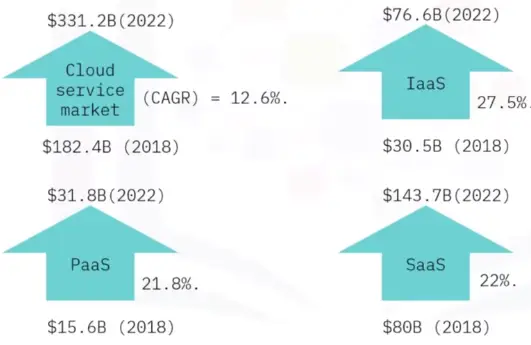 $331.2B(2022)
Cloud
service
market
(CAGR) = 12.6%.
$182.4B (2018)
$76.6B(2022)
IaaS
27.5%.
$30.5B (2018)
$31.8B(2022)
PaaS
21.8%.
$15.6B (2018)
$143.7B(2022)
SaaS
22%.
$80B (2018)